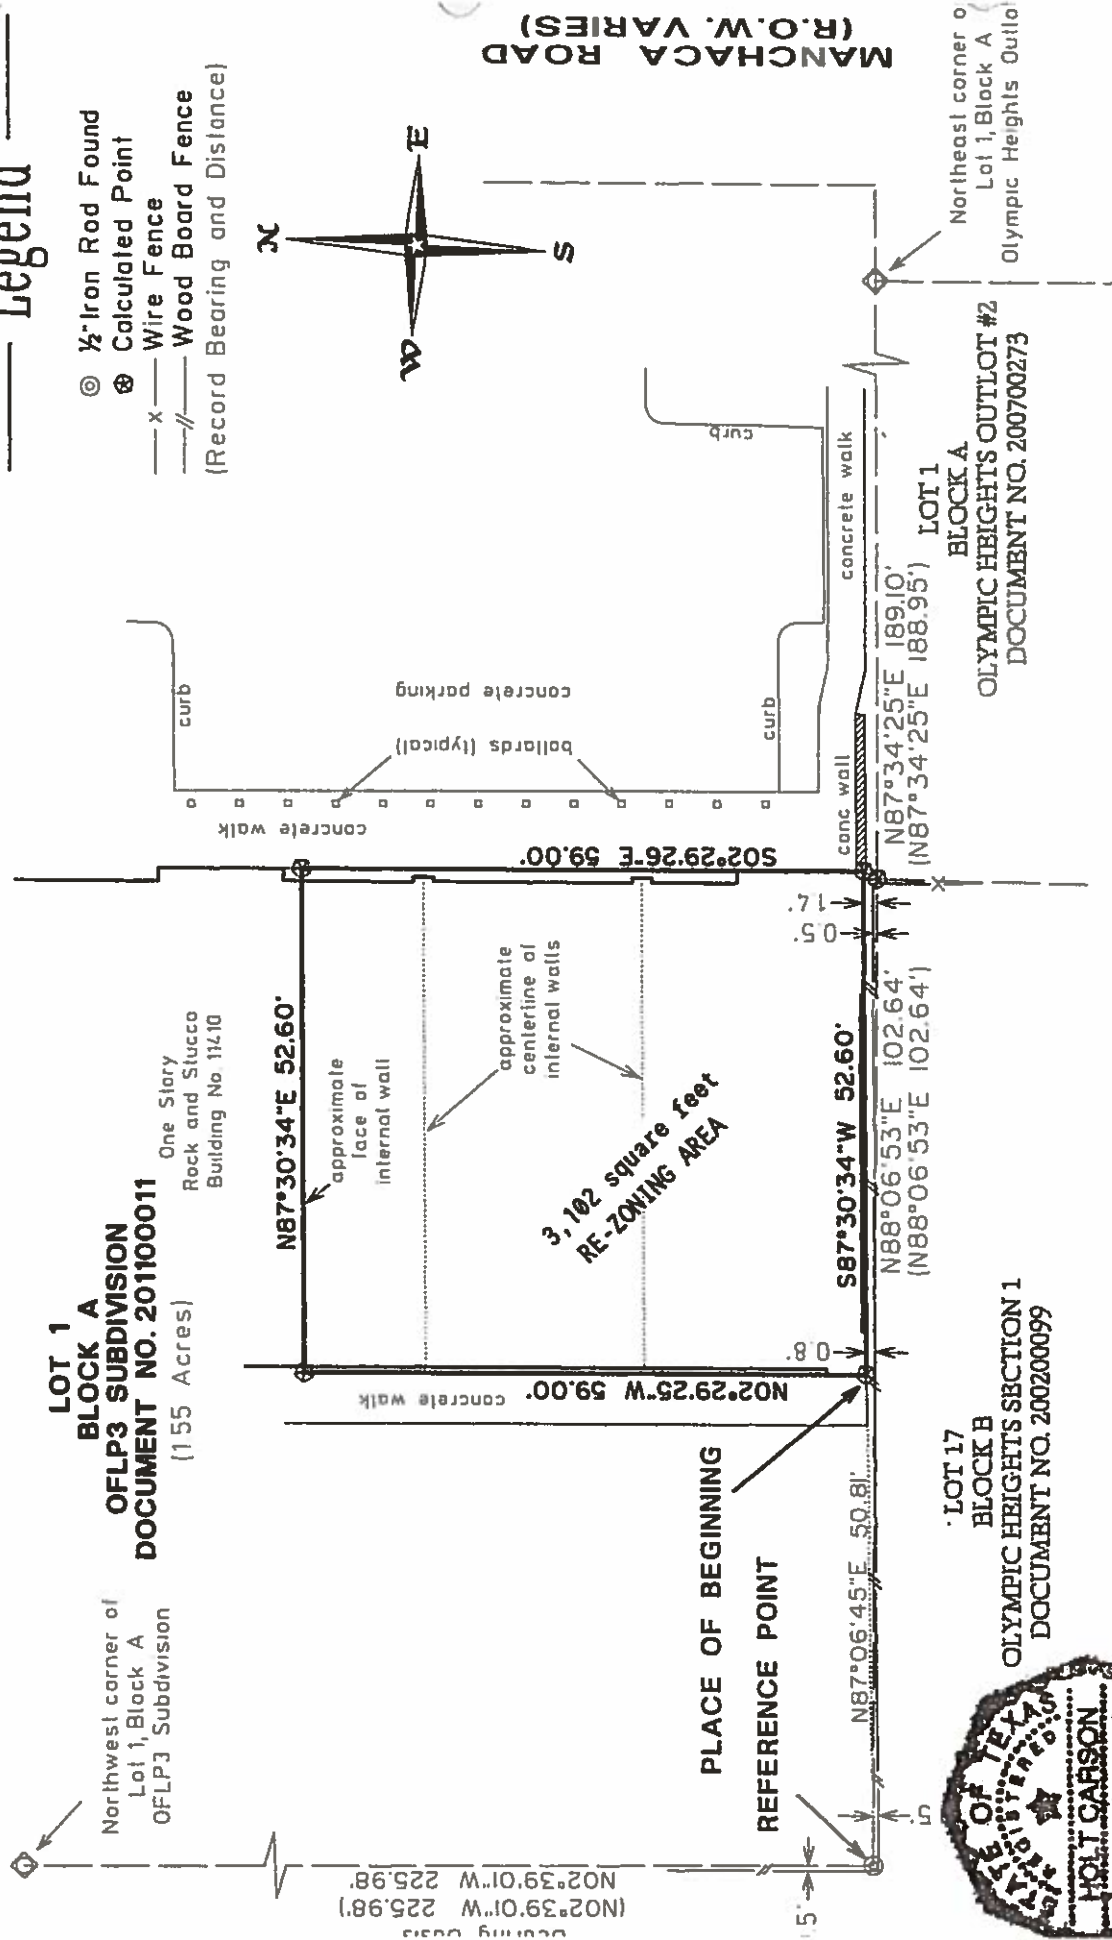 Legend
½" Iron Rod Found
Calculated Point
x Wire Fence
// Wood Board Fence
(Record Bearing and Distance)
N
E
S
W
MANCHACA ROAD
(R.O.W. VARIES)
Northeast corner o
Lot 1, Block A
Olympic Heights Outlo
LOT 1
BLOCK A
OLYMPIC HEIGHTS OUTLOT #2
DOCUMENT NO. 200700273
curb
concrete walk
curb
concrete parking
bollards (typical)
curb
conc wall
concrete walk
N87°34'25"E 189.10'
(N87°34'25"E 188.95')
LOT 1
BLOCK A
OFLP3 SUBDIVISION
DOCUMENT NO. 201100011
(1.55 Acres)
One Story
Rock and Stucco
Building No. 11410
N87°30'34"E 52.60'
approximate
face of
internal wall
approximate
centerline of
internal walls
S02°29'26"E 59.00'
3,102 square feet
RE-ZONING AREA
1.4'
0.5'
0.8'
S87°30'34"W 52.60'
N88°06'53"E 102.64'
(N88°06'53"E 102.64')
N02°29'25"W 59.00'
concrete walk
PLACE OF BEGINNING
REFERENCE POINT
N87°06'45"E 50.81'
Northwest corner of
Lot 1, Block A
OFLP3 Subdivision
Bearing Basis
(N02°39'01"W 225.98')
N02°39'01"W 225.98'
.5'
.5'
LOT 17
BLOCK B
OLYMPIC HEIGHTS SECTION 1
DOCUMENT NO. 200200099
STATE OF TEXAS
REGISTERED
HOLT CARSON